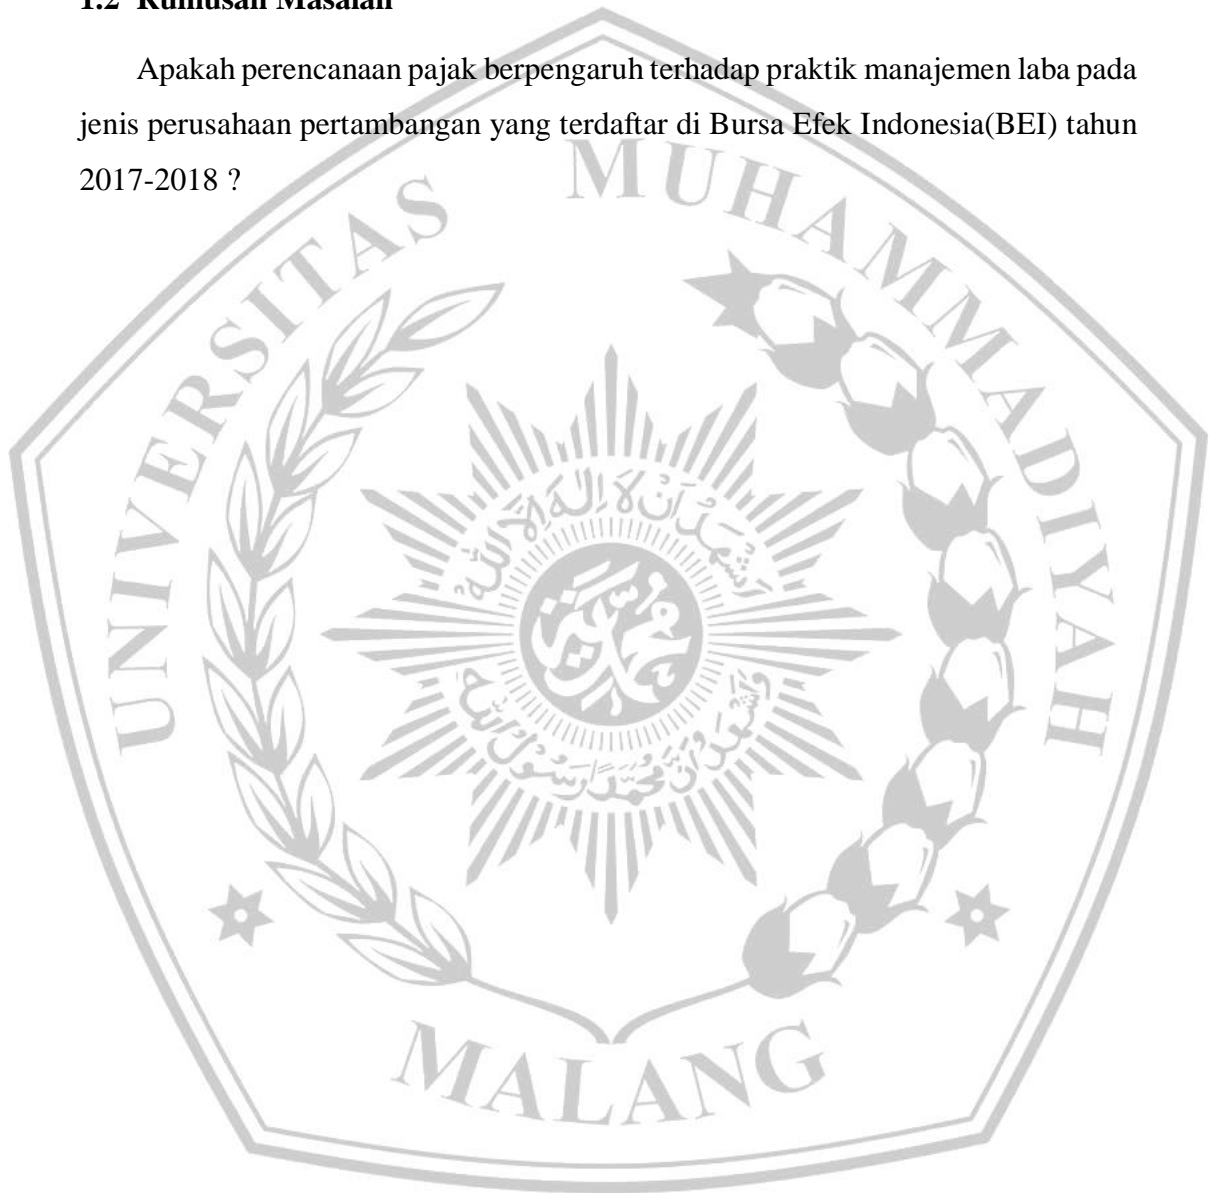 1.2 Rumusan Masalah
Apakah perencanaan pajak berpengaruh terhadap praktik manajemen laba pada
jenis perusahaan pertambangan yang terdaftar di Bursa Efek Indonesia(BEI) tahun
2017-2018 ?
UNIVERSITAS MUHAMMADIYAH
MALANG